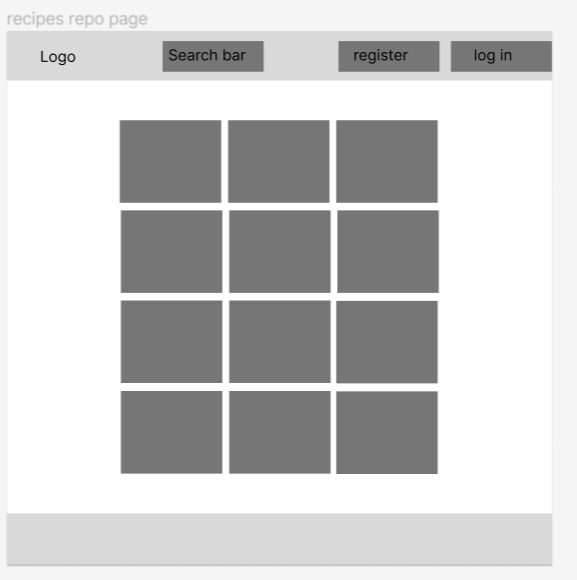 recipes repo page
Logo
Search bar
register
log in